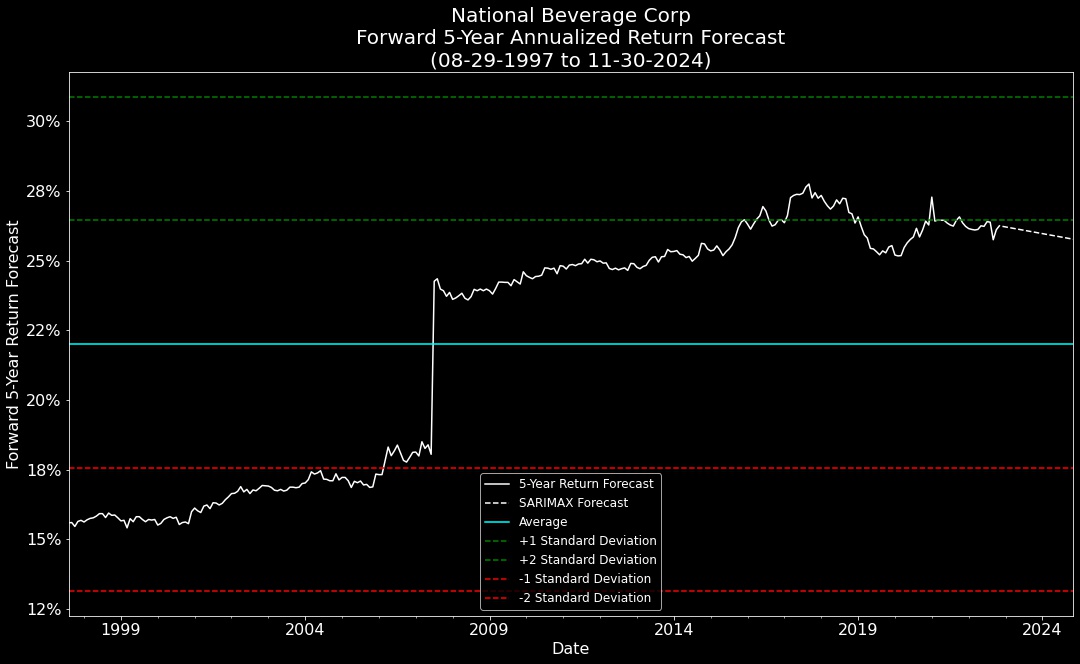 National Beverage Corp
Forward 5-Year Annualized Return Forecast
(08-29-1997 to 11-30-2024)
Forward 5-Year Return Forecast
30%
28%
25%
22%
20%
18%
15%
12%
5-Year Return Forecast
SARIMAX Forecast
Average
+1 Standard Deviation
+2 Standard Deviation
-1 Standard Deviation
-2 Standard Deviation
1999 2004 2009 2014 2019 2024
Date